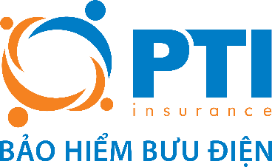 PTI
insurance
BẢO HIỂM BƯU ĐIỆN